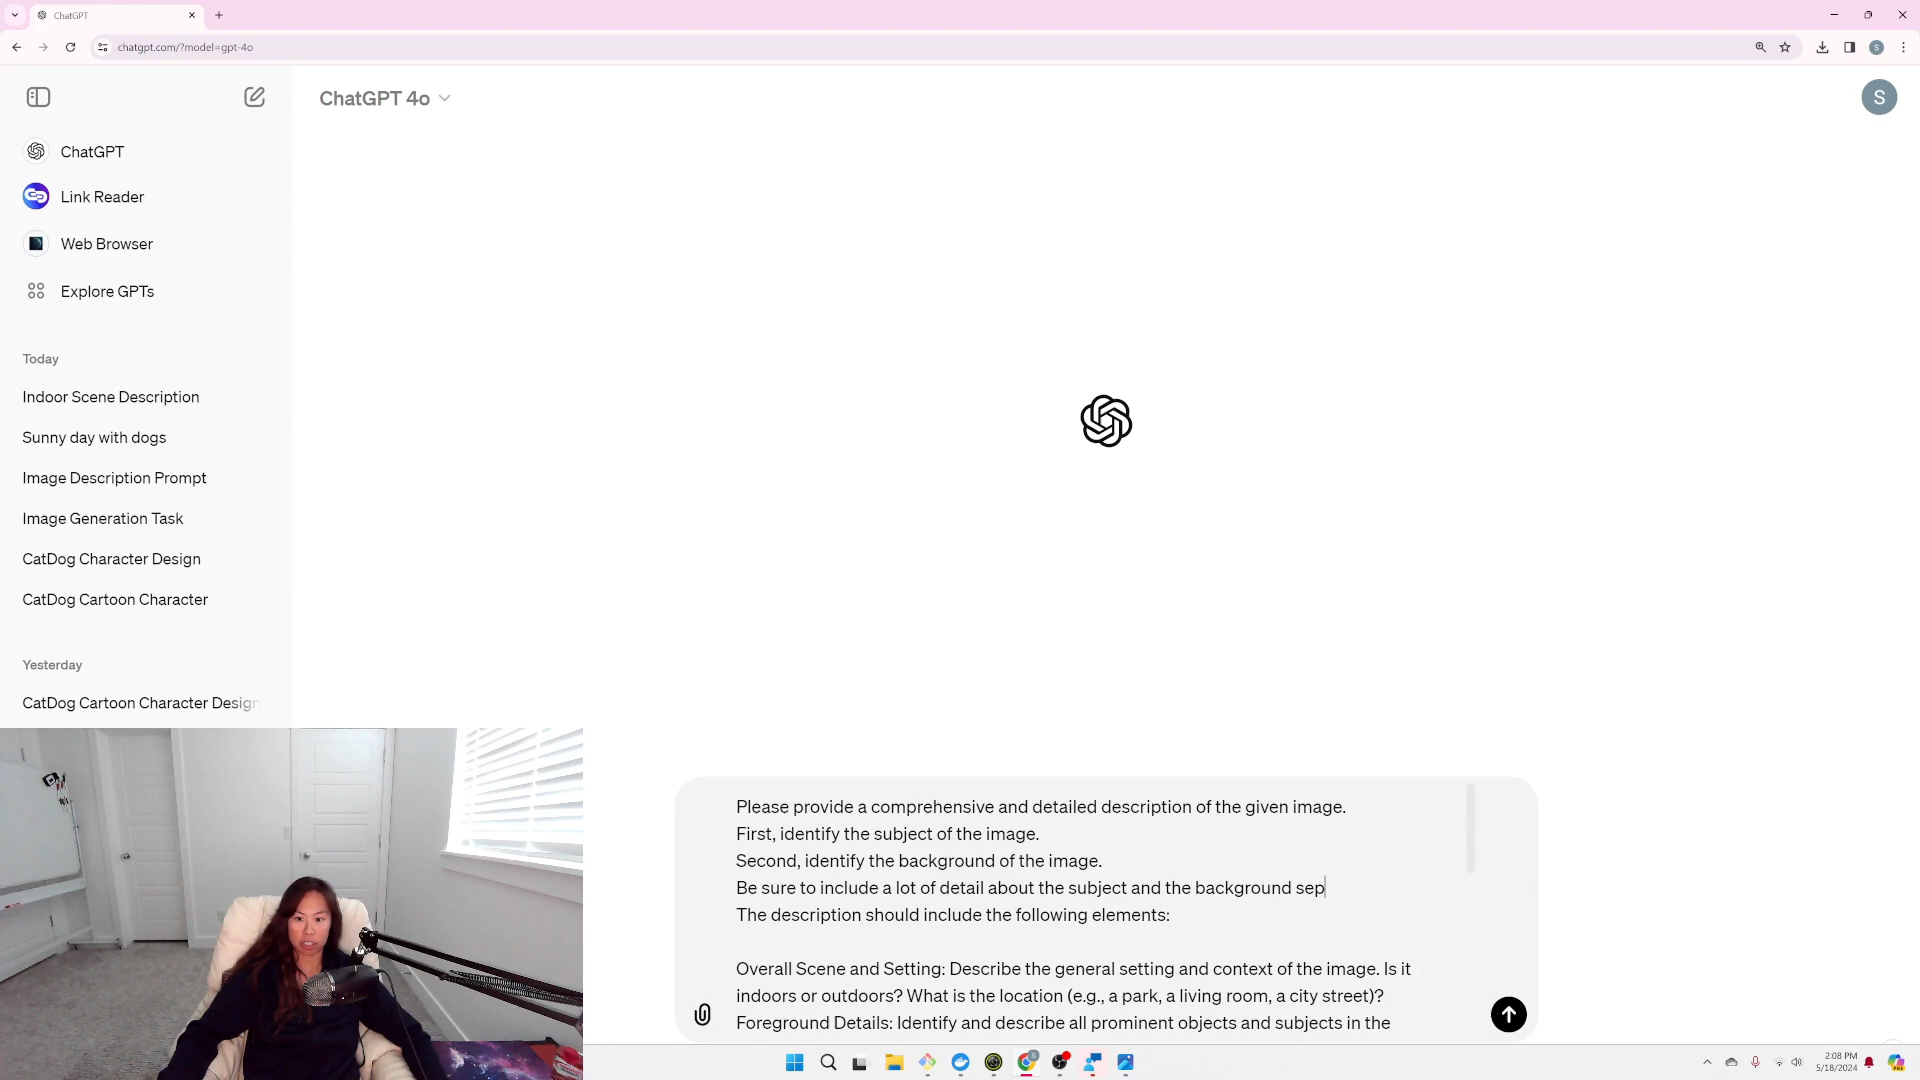 ChatGPT
chatgpt.com/?model=gpt-4o
S
ChatGPT 4o
S
ChatGPT
Link Reader
Web Browser
Explore GPTs
Today
Indoor Scene Description
Sunny day with dogs
Image Description Prompt
Image Generation Task
CatDog Character Design
CatDog Cartoon Character
Yesterday
CatDog Cartoon Character Design
Please provide a comprehensive and detailed description of the given image.
First, identify the subject of the image.
Second, identify the background of the image.
Be sure to include a lot of detail about the subject and the background sep
The description should include the following elements:
Overall Scene and Setting: Describe the general setting and context of the image. Is it
indoors or outdoors? What is the location (e.g., a park, a living room, a city street)?
Foreground Details: Identify and describe all prominent objects and subjects in the
2:08 PM
5/18/2024